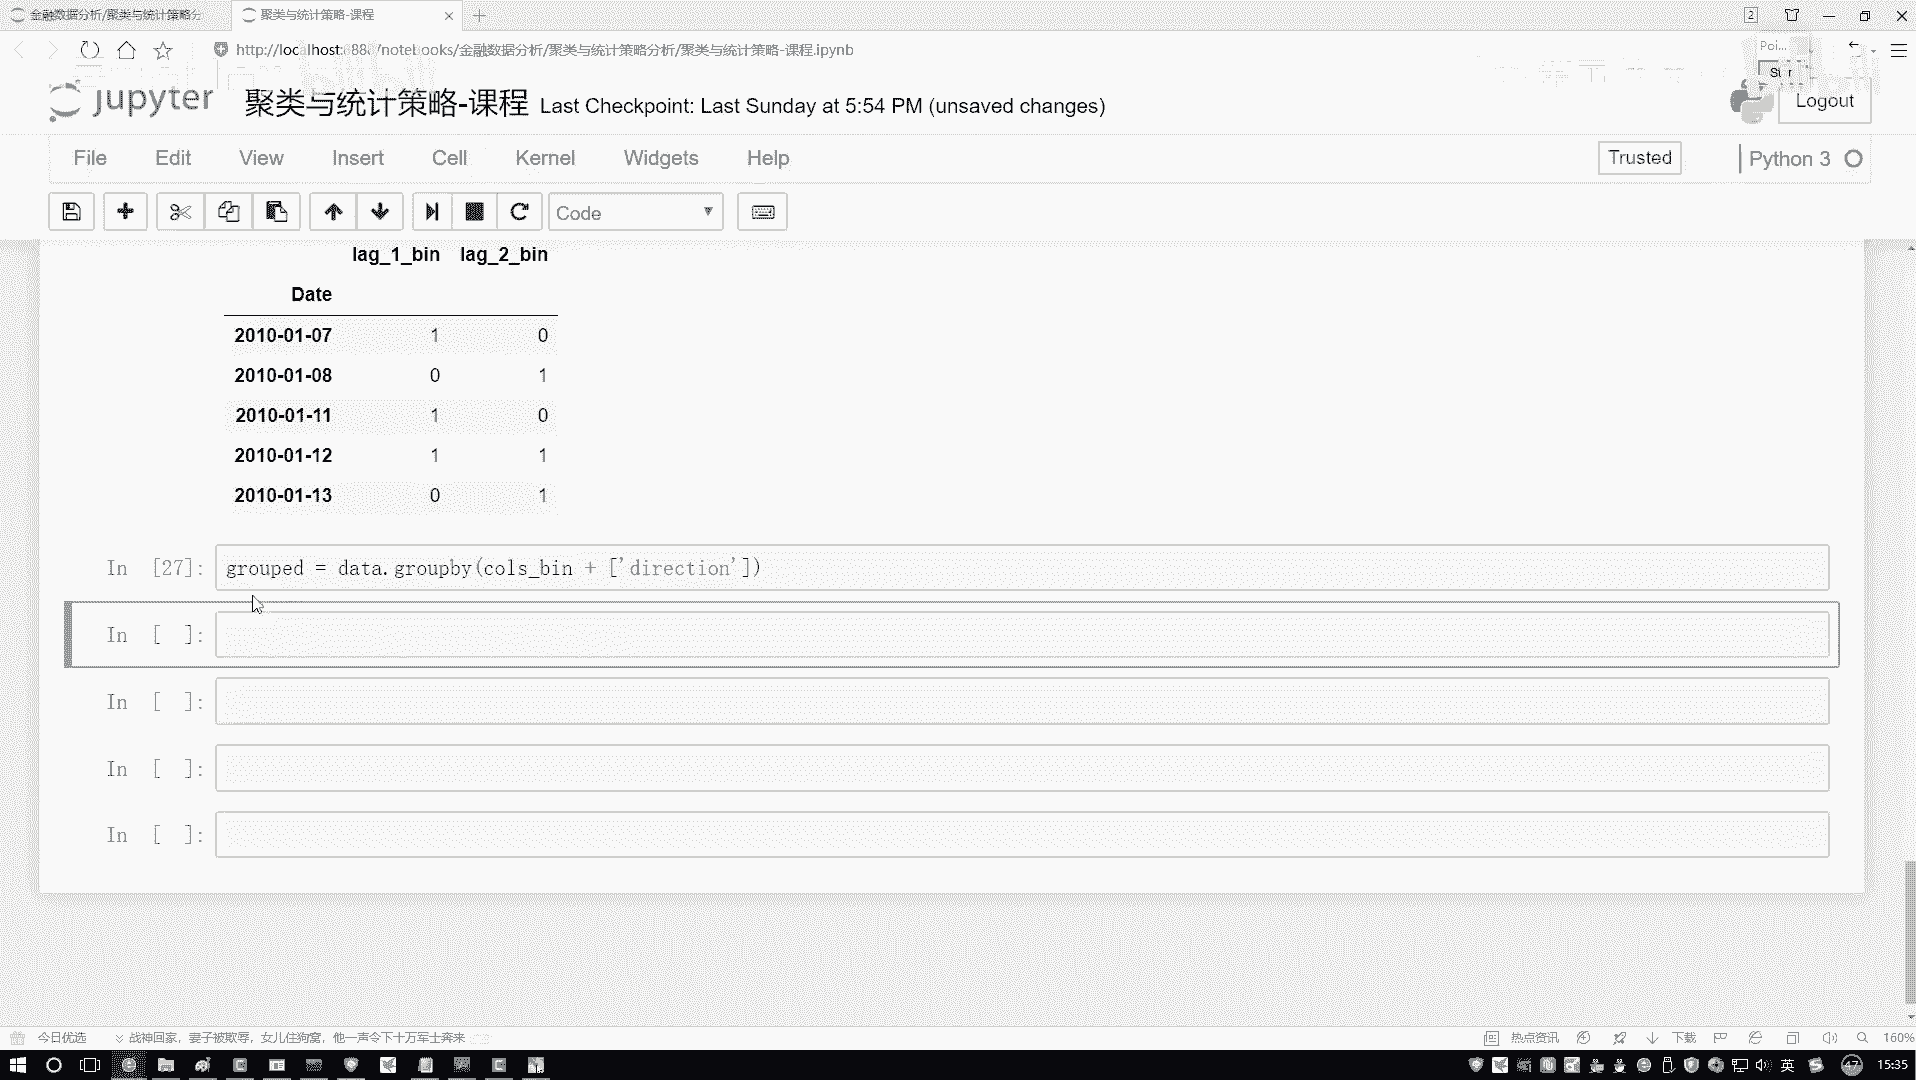 金融数据分析/聚类与统计策略分
聚类与统计策略-课程
2
/notebooks/金融数据分析/聚类与统计策略分析/聚类与统计策略-课程.ipynb
Poi...
jupyter
聚类与统计策略-课程 Last Checkpoint: Last Sunday at 5:54 PM (unsaved changes)
Logout
File Edit View Insert Cell Kernel Widgets Help
Trusted
Python 3
Code
lag_1_bin lag_2_bin
Date
2010-01-07 1 0
2010-01-08 0 1
2010-01-11 1 0
2010-01-12 1 1
2010-01-13 0 1
In [27]: grouped = data.groupby(cols_bin + ['direction'])
In [ ]:
In [ ]:
In [ ]:
In [ ]:
今日优选 战神回家，妻子被欺辱，女儿住狗窝，他一声令下十万军士奔来
热点资讯 下载 160%
英 47 15:35